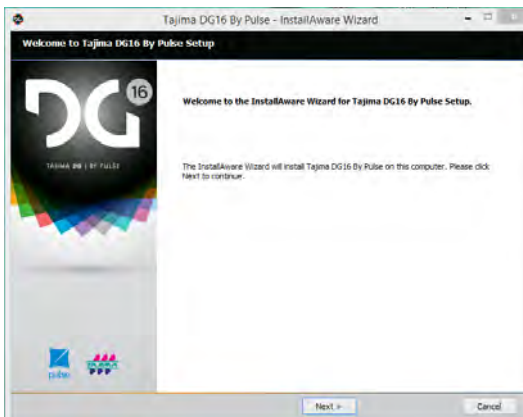 Tajima DG16 By Pulse - InstallAware Wizard
Welcome to Tajima DG16 By Pulse Setup
DG 16
TAJIMA DG | BY PULSE
Welcome to the InstallAware Wizard for Tajima DG16 By Pulse Setup.
The InstallAware Wizard will install Tajima DG16 By Pulse on this computer. Please click
Next to continue.
pulse
TAJIMA
Next >
Cancel